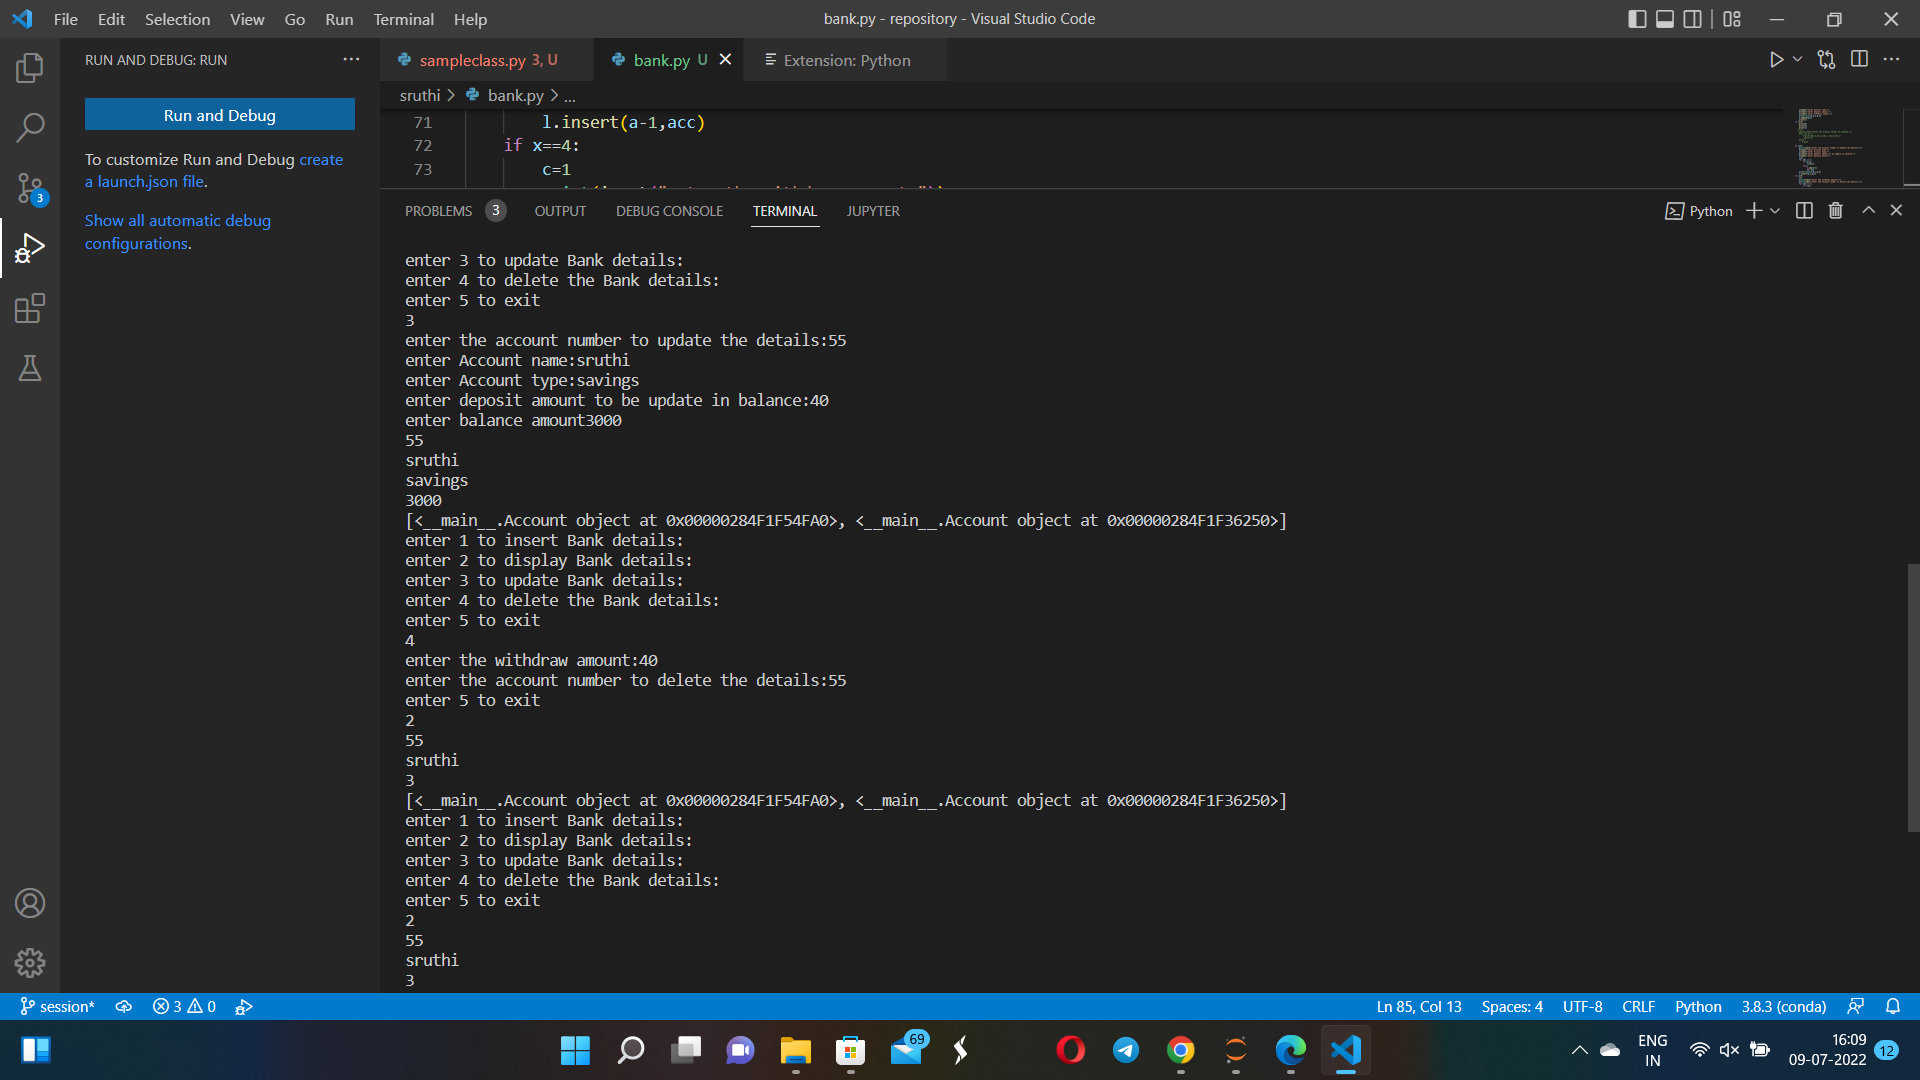 File Edit Selection View Go Run Terminal Help
bank.py - repository - Visual Studio Code
RUN AND DEBUG: RUN
sampleclass.py 3, U
bank.py U
Extension: Python
sruthi > bank.py > ...
Run and Debug
To customize Run and Debug create
a launch.json file.
Show all automatic debug
configurations.
3
71 l.insert(a-1,acc)
72 if x==4:
73 c=1
PROBLEMS 3 OUTPUT DEBUG CONSOLE TERMINAL JUPYTER
Python
enter 3 to update Bank details:
enter 4 to delete the Bank details:
enter 5 to exit
3
enter the account number to update the details:55
enter Account name:sruthi
enter Account type:savings
enter deposit amount to be update in balance:40
enter balance amount3000
55
sruthi
savings
3000
[<__main__.Account object at 0x00000284F1F54FA0>, <__main__.Account object at 0x00000284F1F36250>]
enter 1 to insert Bank details:
enter 2 to display Bank details:
enter 3 to update Bank details:
enter 4 to delete the Bank details:
enter 5 to exit
4
enter the withdraw amount:40
enter the account number to delete the details:55
enter 5 to exit
2
55
sruthi
3
[<__main__.Account object at 0x00000284F1F54FA0>, <__main__.Account object at 0x00000284F1F36250>]
enter 1 to insert Bank details:
enter 2 to display Bank details:
enter 3 to update Bank details:
enter 4 to delete the Bank details:
enter 5 to exit
2
55
sruthi
3
session* 3 0
Ln 85, Col 13 Spaces: 4 UTF-8 CRLF Python 3.8.3 (conda)
69
ENG
IN
16:09
09-07-2022
12